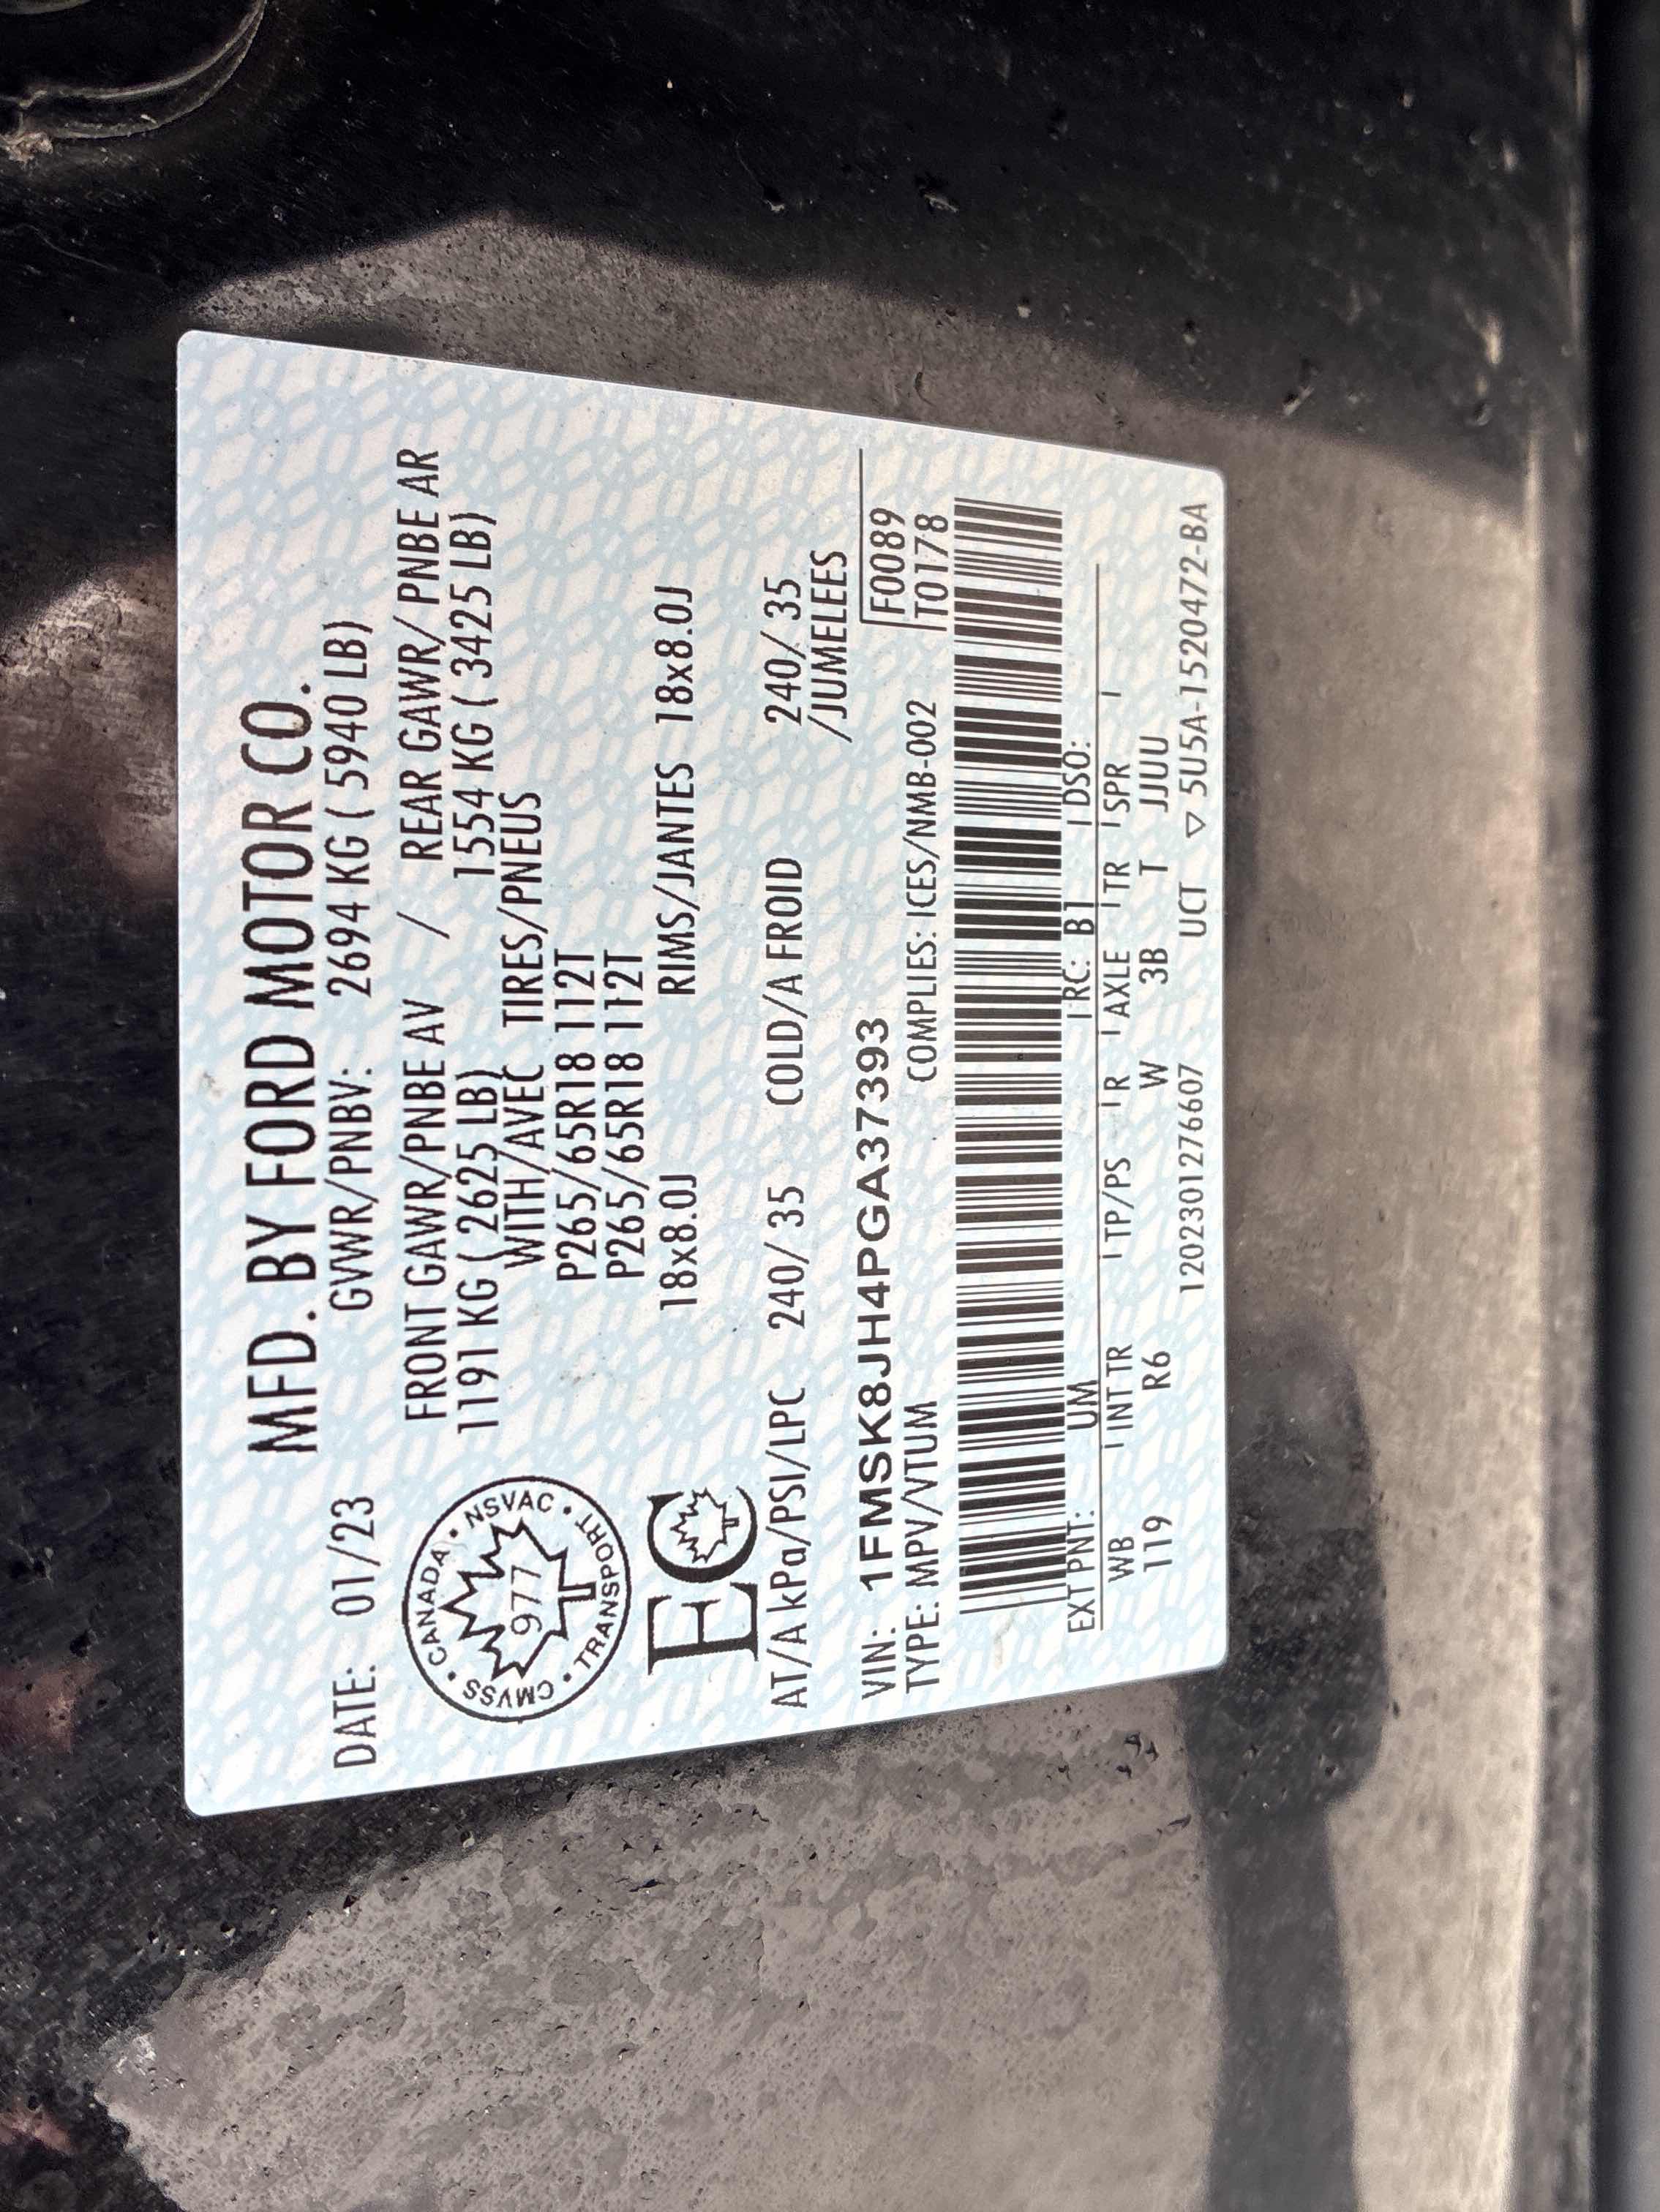 MFD. BY FORD MOTOR CO.
DATE: 01/23 GVWR/PNBV: 2694 KG ( 5940 LB)
FRONT GAWR/PNBE AV / REAR GAWR/ PNBE AR
1191 KG ( 2625 LB) 1554 KG ( 3425 LB)
WITH/AVEC TIRES/PNEUS
P265/65R18 112T
P265/65R18 112T
18x8.0J RIMS/JANTES 18x8.0J
CANADA • NSVAC • TRANSPORT • CMVSS •
977
EC
AT/A kPa/PSI/LPC 240/ 35 COLD/A FROID 240/ 35
/JUMELEES
VIN: 1FMSK8JH4PGA37393
F0089
TYPE: MPV/VTUM COMPLIES: ICES/NMB-002 T0178
EXT PNT: UM RC: B1 DSO:
WB INT TR TP/PS R AXLE TR SPR
119 R6 W 3B T JJUU
1202301276607 UCT ▽ 5U5A-1520472-BA